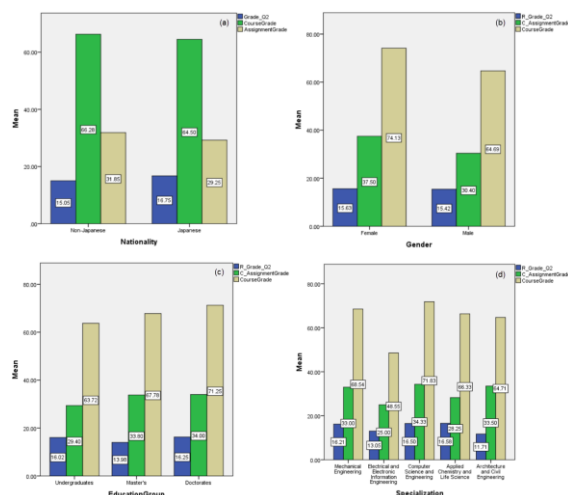 (a)
Grade_Q2
CourseGrade
AssignmentGrade
Mean
60.00
40.00
20.00
.00
15.05
66.28
31.85
16.75
64.50
29.25
Non-Japanese
Japanese
Nationality
(b)
R_Grade_Q2
C_AssignmentGrade
CourseGrade
Mean
80.00
60.00
40.00
20.00
0.00
15.63
37.50
74.13
15.42
30.40
64.69
Female
Male
Gender
(c)
R_Grade_Q2
C_AssignmentGrade
CourseGrade
Mean
80.00
60.00
40.00
20.00
0.00
16.02
29.40
63.72
13.98
33.80
67.78
16.25
34.00
71.25
Undergraduates
Master's
Doctorates
EducationGroup
(d)
R_Grade_Q2
C_AssignmentGrade
CourseGrade
Mean
80.00
60.00
40.00
20.00
0.00
16.21
33.00
68.54
13.05
25.00
48.55
16.50
34.33
71.83
16.58
28.25
66.33
11.71
33.50
64.71
Mechanical
Engineering
Electrical and
Electronic
Information
Engineering
Computer
Science and
Engineering
Applied
Chemistry and
Life Science
Architecture
and Civil
Engineering
Specialization